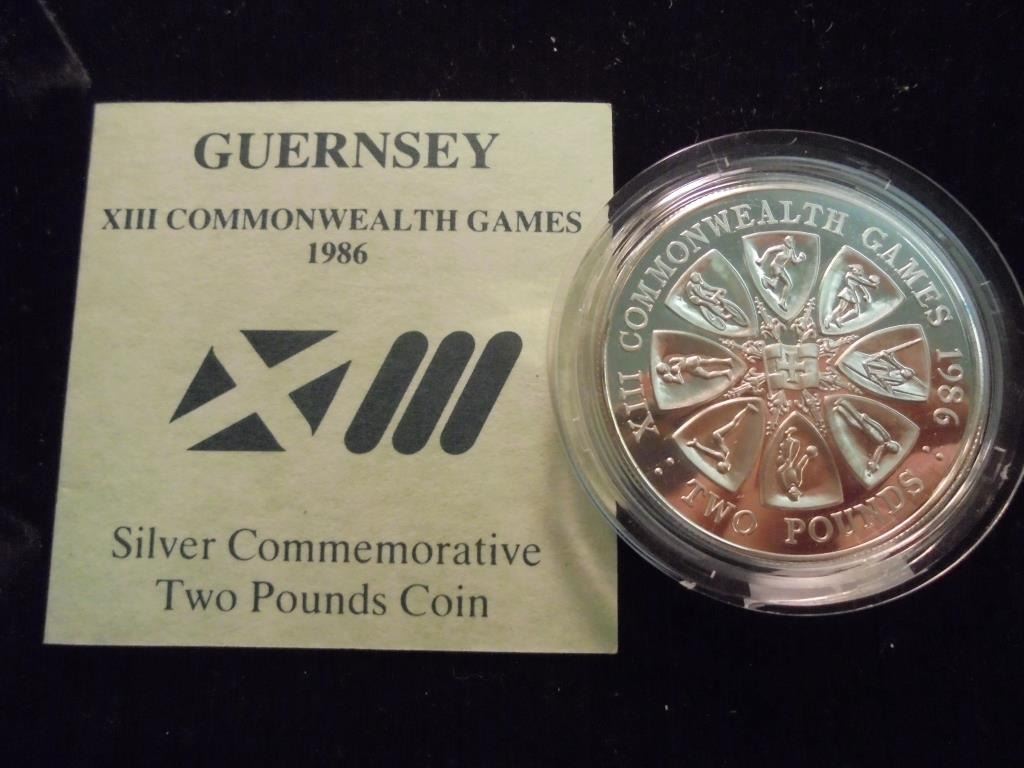 GUERNSEY
XIII COMMONWEALTH GAMES
1986
XIII
Silver Commemorative
Two Pounds Coin
XIII COMMONWEALTH GAMES 1986
TWO POUNDS